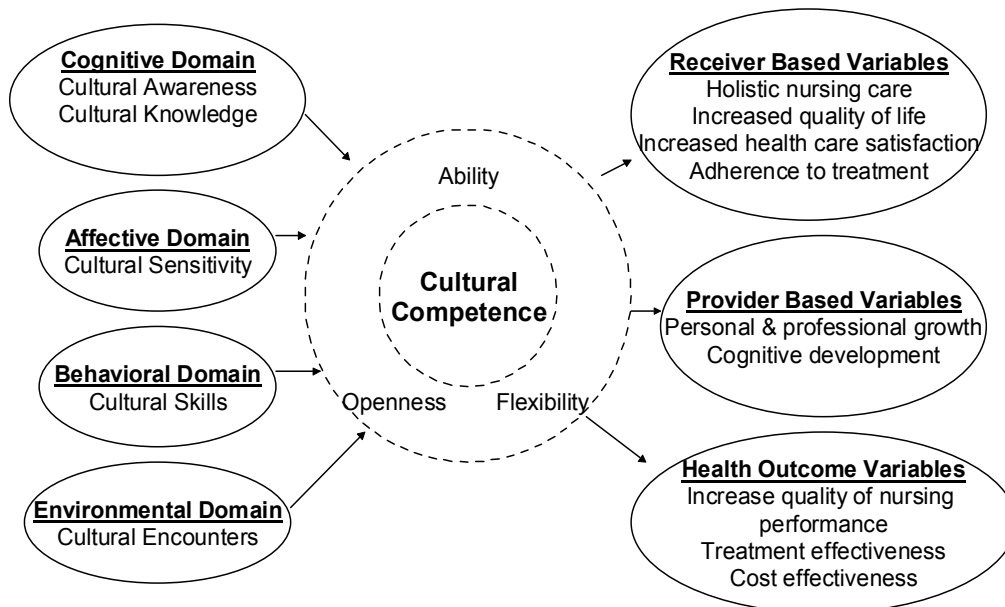 Cognitive Domain
Cultural Awareness
Cultural Knowledge
Affective Domain
Cultural Sensitivity
Behavioral Domain
Cultural Skills
Environmental Domain
Cultural Encounters
Ability
Cultural
Competence
Openness
Flexibility
Receiver Based Variables
Holistic nursing care
Increased quality of life
Increased health care satisfaction
Adherence to treatment
Provider Based Variables
Personal & professional growth
Cognitive development
Health Outcome Variables
Increase quality of nursing
performance
Treatment effectiveness
Cost effectiveness